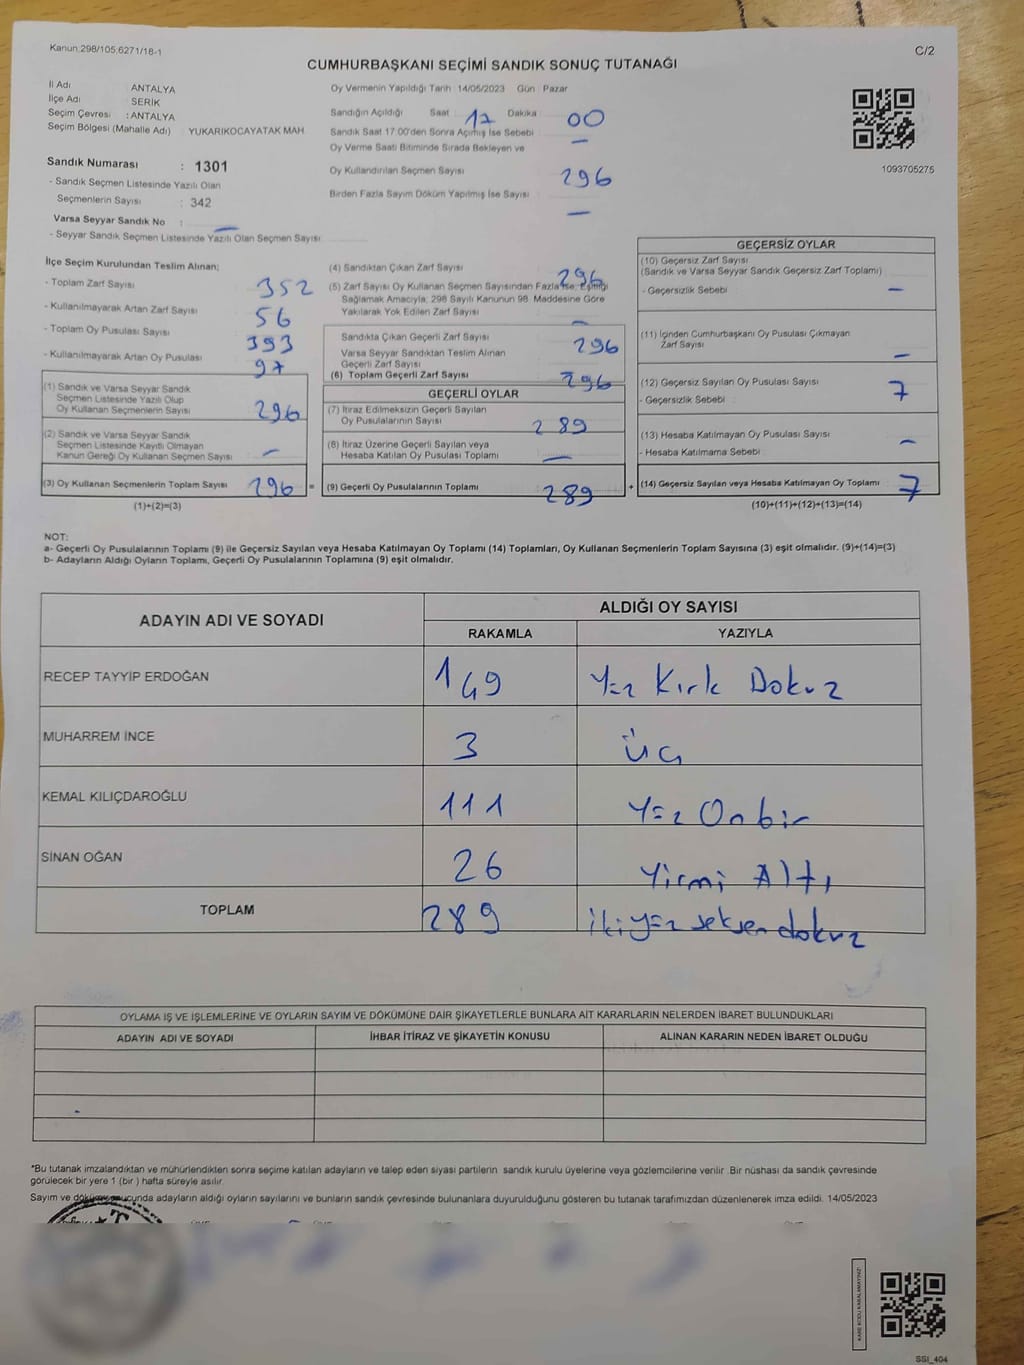 Kanun:298/105.6271/18-1
C/2
CUMHURBAŞKANI SEÇİMİ SANDIK SONUÇ TUTANAĞI
İl Adı : ANTALYA
İlçe Adı : SERİK
Seçim Çevresi : ANTALYA
Seçim Bölgesi (Mahalle Adı) : YUKARIKOCAYATAK MAH.
Sandık Numarası : 1301
- Sandık Seçmen Listesinde Yazılı Olan
Seçmenlerin Sayısı : 342
Varsa Seyyar Sandık No : —
- Seyyar Sandık Seçmen Listesinde Yazılı Olan Seçmen Sayısı
Oy Vermenin Yapıldığı Tarih 14/05/2023 Gün Pazar
Sandığın Açıldığı Saat 17 Dakika 00
Sandık Saat 17:00'den Sonra Açılmış İse Sebebi : —
Oy Verme Saati Bitiminde Sırada Bekleyen ve
Oy Kullandırılan Seçmen Sayısı : 296
Birden Fazla Sayım Döküm Yapılmış İse Sayısı : —
1093705275
İlçe Seçim Kurulundan Teslim Alınan;
- Toplam Zarf Sayısı 352
- Kullanılmayarak Artan Zarf Sayısı 56
- Toplam Oy Pusulası Sayısı 393
- Kullanılmayarak Artan Oy Pusulası 97
(1) Sandık ve Varsa Seyyar Sandık
Seçmen Listesinde Yazılı Olup
Oy Kullanan Seçmenlerin Sayısı 296
(2) Sandık ve Varsa Seyyar Sandık
Seçmen Listesinde Kayıtlı Olmayan
Kanun Gereği Oy Kullanan Seçmen Sayısı —
(3) Oy Kullanan Seçmenlerin Toplam Sayısı 296 =
(1)+(2)=(3)
(4) Sandıktan Çıkan Zarf Sayısı 296
(5) Zarf Sayısı Oy Kullanan Seçmen Sayısından Fazla İse, Eşitliği
Sağlamak Amacıyla; 298 Sayılı Kanunun 98. Maddesine Göre
Yakılarak Yok Edilen Zarf Sayısı —
Sandıkta Çıkan Geçerli Zarf Sayısı 296
Varsa Seyyar Sandıktan Teslim Alınan
Geçerli Zarf Sayısı
(6) Toplam Geçerli Zarf Sayısı 296
GEÇERLİ OYLAR
(7) İtiraz Edilmeksizin Geçerli Sayılan
Oy Pusulalarının Sayısı 289
(8) İtiraz Üzerine Geçerli Sayılan veya
Hesaba Katılan Oy Pusulası Toplamı —
(9) Geçerli Oy Pusulalarının Toplamı 289 +
GEÇERSİZ OYLAR
(10) Geçersiz Zarf Sayısı
(Sandık ve Varsa Seyyar Sandık Geçersiz Zarf Toplamı)
- Geçersizlik Sebebi —
(11) İçinden Cumhurbaşkanı Oy Pusulası Çıkmayan
Zarf Sayısı —
(12) Geçersiz Sayılan Oy Pusulası Sayısı 7
- Geçersizlik Sebebi
(13) Hesaba Katılmayan Oy Pusulası Sayısı —
- Hesaba Katılmama Sebebi
(14) Geçersiz Sayılan veya Hesaba Katılmayan Oy Toplamı 7
(10)+(11)+(12)+(13)=(14)
NOT:
a- Geçerli Oy Pusulalarının Toplamı (9) ile Geçersiz Sayılan veya Hesaba Katılmayan Oy Toplamı (14) Toplamları, Oy Kullanan Seçmenlerin Toplam Sayısına (3) eşit olmalıdır. (9)+(14)=(3)
b- Adayların Aldığı Oyların Toplamı, Geçerli Oy Pusulalarının Toplamına (9) eşit olmalıdır.
ADAYIN ADI VE SOYADI
ALDIĞI OY SAYISI
RAKAMLA YAZIYLA
RECEP TAYYİP ERDOĞAN 149 Yüz Kırk Dokuz
MUHARREM İNCE 3 üç
KEMAL KILIÇDAROĞLU 111 Yüz Onbir
SİNAN OĞAN 26 Yirmi Altı
TOPLAM 289 ikiyüz seksen dokuz
OYLAMA İŞ VE İŞLEMLERİNE VE OYLARIN SAYIM VE DÖKÜMÜNE DAİR ŞİKAYETLERLE BUNLARA AİT KARARLARIN NELERDEN İBARET BULUNDUKLARI
ADAYIN ADI VE SOYADI İHBAR İTİRAZ VE ŞİKAYETİN KONUSU ALINAN KARARIN NEDEN İBARET OLDUĞU
*Bu tutanak imzalandıktan ve mühürlendikten sonra seçime katılan adayların ve talep eden siyasi partilerin sandık kurulu üyelerine veya gözlemcilerine verilir. Bir nüshası da sandık çevresinde
görülecek bir yere 1 (bir ) hafta süreyle asılır.
Sayım ve döküm sonucunda adayların aldığı oyların sayılarını ve bunların sandık çevresinde bulunanlara duyurulduğunu gösteren bu tutanak tarafımızdan düzenlenerek imza edildi. 14/05/2023
KARE KODU KARALAMAYINIZ!
SSI_404